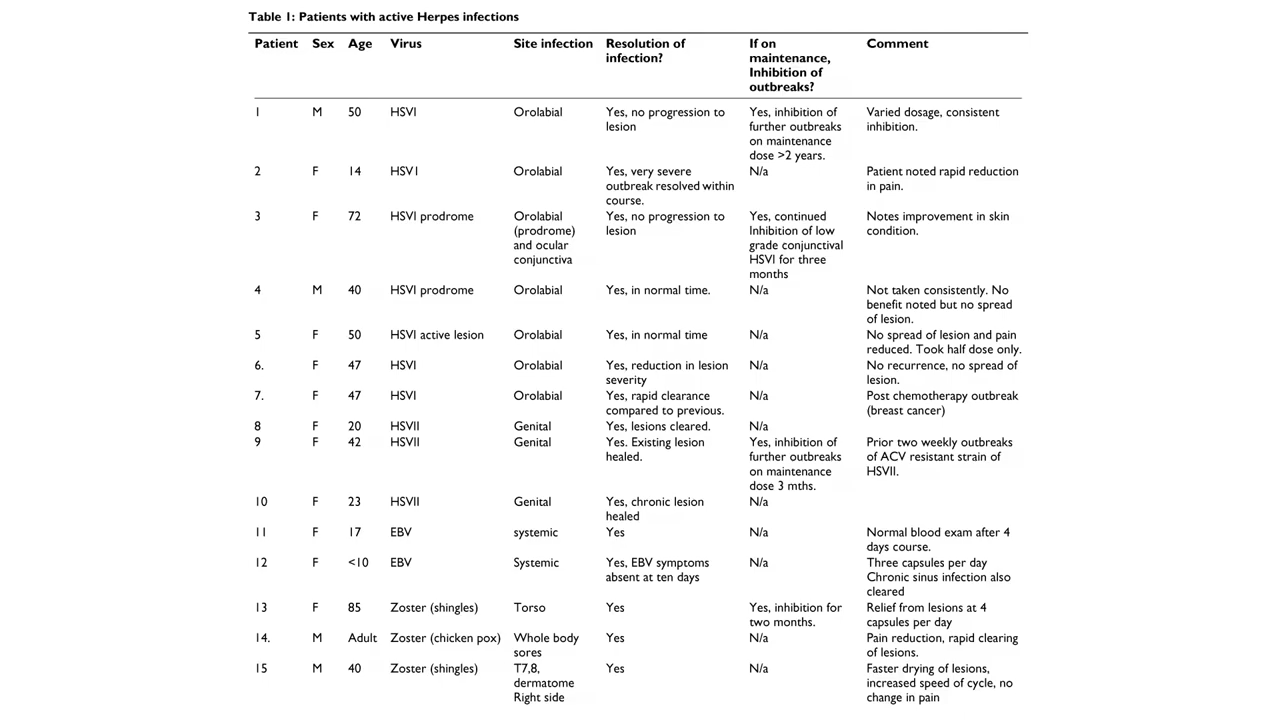 Table 1: Patients with active Herpes infections
Patient Sex Age Virus Site infection Resolution of If on Comment
infection? maintenance,
Inhibition of
outbreaks?
1 M 50 HSVI Orolabial Yes, no progression to Yes, inhibition of Varied dosage, consistent
lesion further outbreaks inhibition.
on maintenance
dose >2 years.
2 F 14 HSV1 Orolabial Yes, very severe N/a Patient noted rapid reduction
outbreak resolved within in pain.
course.
3 F 72 HSVI prodrome Orolabial Yes, no progression to Yes, continued Notes improvement in skin
(prodrome) lesion Inhibition of low condition.
and ocular grade conjunctival
conjunctiva HSVI for three
months
4 M 40 HSVI prodrome Orolabial Yes, in normal time. N/a Not taken consistently. No
benefit noted but no spread
of lesion.
5 F 50 HSVI active lesion Orolabial Yes, in normal time N/a No spread of lesion and pain
reduced. Took half dose only.
6. F 47 HSVI Orolabial Yes, reduction in lesion N/a No recurrence, no spread of
severity lesion.
7. F 47 HSVI Orolabial Yes, rapid clearance N/a Post chemotherapy outbreak
compared to previous. (breast cancer)
8 F 20 HSVII Genital Yes, lesions cleared. N/a
9 F 42 HSVII Genital Yes. Existing lesion Yes, inhibition of Prior two weekly outbreaks
healed. further outbreaks of ACV resistant strain of
on maintenance HSVII.
dose 3 mths.
10 F 23 HSVII Genital Yes, chronic lesion N/a
healed
11 F 17 EBV systemic Yes N/a Normal blood exam after 4
days course.
12 F <10 EBV Systemic Yes, EBV symptoms N/a Three capsules per day
absent at ten days Chronic sinus infection also
cleared
13 F 85 Zoster (shingles) Torso Yes Yes, inhibition for Relief from lesions at 4
two months. capsules per day
14. M Adult Zoster (chicken pox) Whole body Yes N/a Pain reduction, rapid clearing
sores of lesions.
15 M 40 Zoster (shingles) T7,8, Yes N/a Faster drying of lesions,
dermatome increased speed of cycle, no
Right side change in pain